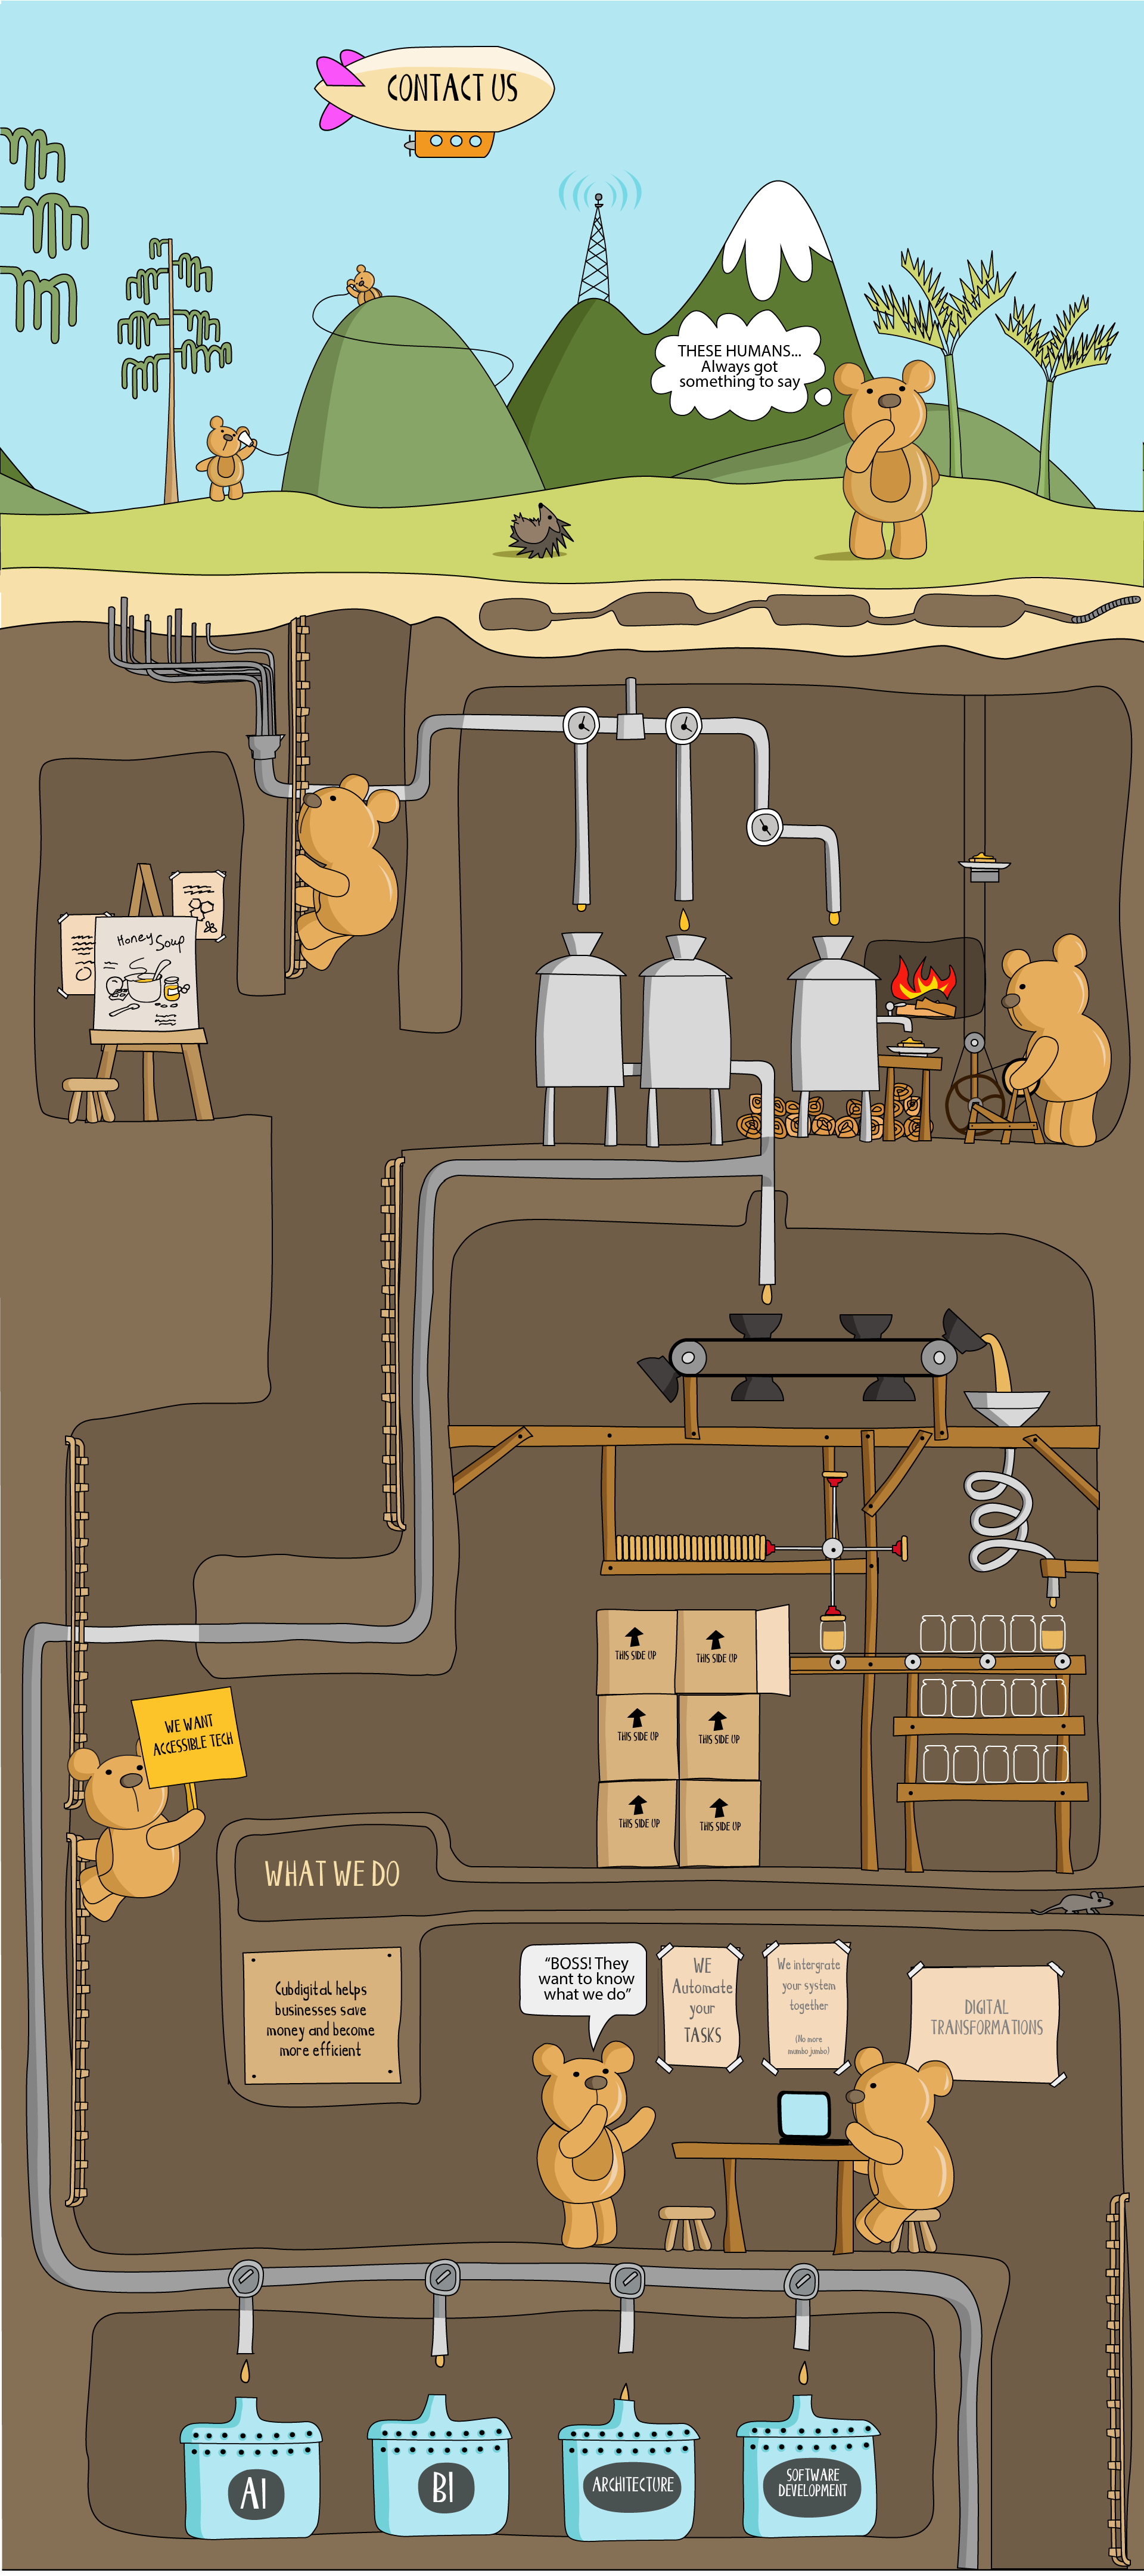 CONTACT US
THESE HUMANS...
Always got
something to say
Honey Soup
THIS SIDE UP
THIS SIDE UP
THIS SIDE UP
THIS SIDE UP
THIS SIDE UP
THIS SIDE UP
WE WANT
ACCESSIBLE TECH
WHAT WE DO
Cubdigital helps
businesses save
money and become
more efficient
"BOSS! They
want to know
what we do"
WE
Automate
your
TASKS
We intergrate
your system
together
(No more
mumbo jumbo)
DIGITAL
TRANSFORMATIONS
AI
BI
ARCHITECTURE
SOFTWARE
DEVELOPMENT